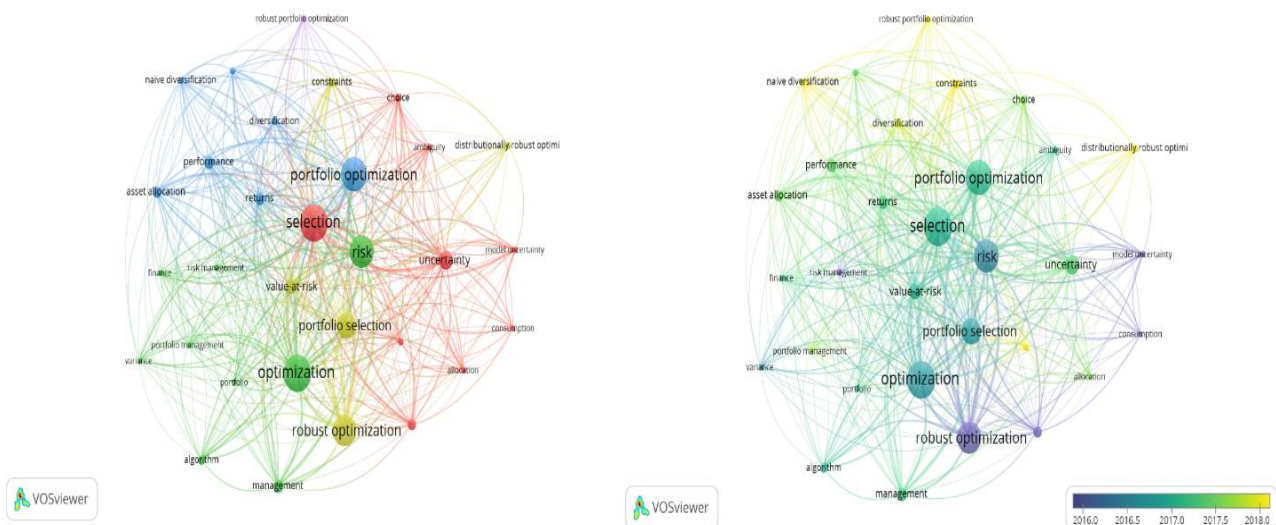 robust portfolio optimization
naive diversification
constraints
choice
diversification
ambiguity
distributionally robust optimi
performance
portfolio optimization
asset allocation
returns
selection
risk
uncertainty
model uncertainty
finance
risk management
value-at-risk
portfolio selection
consumption
portfolio management
variance
optimization
allocation
portfolio
robust optimization
algorithm
management
VOSviewer
robust portfolio optimization
naive diversification
constraints
choice
diversification
ambiguity
distributionally robust optimi
performance
portfolio optimization
asset allocation
returns
selection
risk
uncertainty
model uncertainty
finance
risk management
value-at-risk
portfolio selection
consumption
portfolio management
variance
optimization
allocation
portfolio
robust optimization
algorithm
management
VOSviewer
2016.0 2016.5 2017.0 2017.5 2018.0